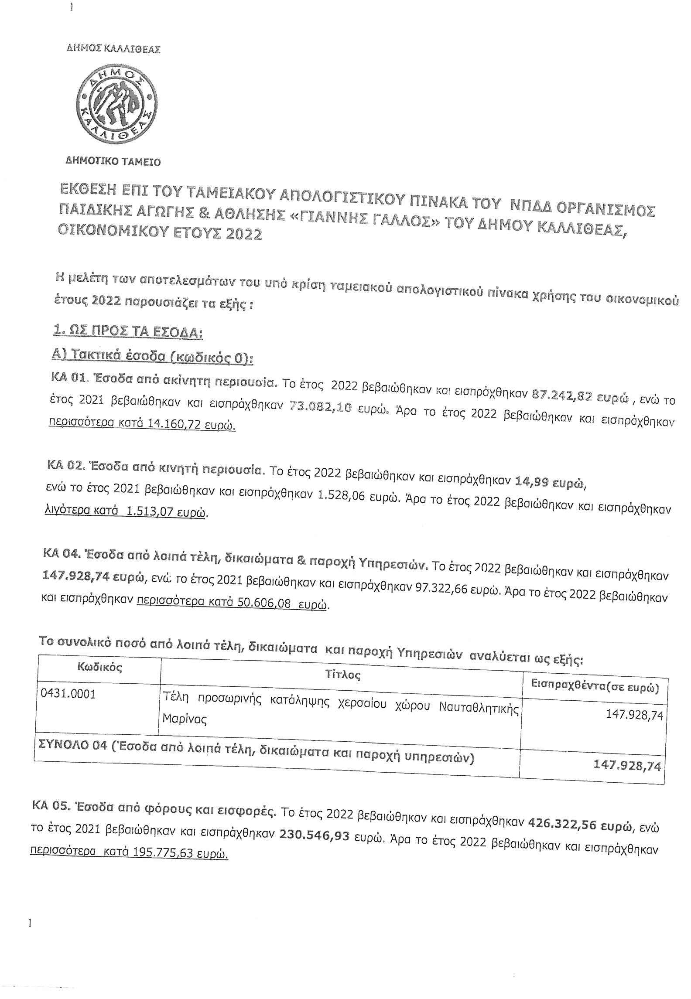 1
ΔΗΜΟΣ ΚΑΛΛΙΘΕΑΣ
ΔΗΜΟΣ
ΚΑΛΛΙΘΕΑΣ
ΔΗΜΟΤΙΚΟ ΤΑΜΕΙΟ
ΕΚΘΕΣΗ ΕΠΙ ΤΟΥ ΤΑΜΕΙΑΚΟΥ ΑΠΟΛΟΓΙΣΤΙΚΟΥ ΠΙΝΑΚΑ ΤΟΥ ΝΠΔΔ ΟΡΓΑΝΙΣΜΟΣ
ΠΑΙΔΙΚΗΣ ΑΓΩΓΗΣ & ΑΘΛΗΣΗΣ «ΓΙΑΝΝΗΣ ΓΑΛΛΟΣ» ΤΟΥ ΔΗΜΟΥ ΚΑΛΛΙΘΕΑΣ,
ΟΙΚΟΝΟΜΙΚΟΥ ΕΤΟΥΣ 2022
Η μελέτη των αποτελεσμάτων του υπό κρίση ταμειακού απολογιστικού πίνακα χρήσης του οικονομικού
έτους 2022 παρουσιάζει τα εξής :
1. ΩΣ ΠΡΟΣ ΤΑ ΕΣΟΔΑ:
Α) Τακτικά έσοδα (κωδικός 0):
ΚΑ 01. Έσοδα από ακίνητη περιουσία. Το έτος 2022 βεβαιώθηκαν και εισπράχθηκαν 87.242,82 ευρώ , ενώ το
έτος 2021 βεβαιώθηκαν και εισπράχθηκαν 73.082,10 ευρώ. Άρα το έτος 2022 βεβαιώθηκαν και εισπράχθηκαν
περισσότερα κατά 14.160,72 ευρώ.
ΚΑ 02. Έσοδα από κινητή περιουσία. Το έτος 2022 βεβαιώθηκαν και εισπράχθηκαν 14,99 ευρώ,
ενώ το έτος 2021 βεβαιώθηκαν και εισπράχθηκαν 1.528,06 ευρώ. Άρα το έτος 2022 βεβαιώθηκαν και εισπράχθηκαν
λιγότερα κατά 1.513,07 ευρώ.
ΚΑ 04. Έσοδα από λοιπά τέλη, δικαιώματα & παροχή Υπηρεσιών. Το έτος 2022 βεβαιώθηκαν και εισπράχθηκαν
147.928,74 ευρώ, ενώ το έτος 2021 βεβαιώθηκαν και εισπράχθηκαν 97.322,66 ευρώ. Άρα το έτος 2022 βεβαιώθηκαν
και εισπράχθηκαν περισσότερα κατά 50.606,08 ευρώ.
Το συνολικό ποσό από λοιπά τέλη, δικαιώματα και παροχή Υπηρεσιών αναλύεται ως εξής:
Κωδικός Τίτλος Εισπραχθέντα(σε ευρώ)
0431.0001 Τέλη προσωρινής κατάληψης χερσαίου χώρου Ναυταθλητικής 147.928,74
Μαρίνας
ΣΥΝΟΛΟ 04 (Έσοδα από λοιπά τέλη, δικαιώματα και παροχή υπηρεσιών) 147.928,74
ΚΑ 05. Έσοδα από φόρους και εισφορές. Το έτος 2022 βεβαιώθηκαν και εισπράχθηκαν 426.322,56 ευρώ, ενώ
το έτος 2021 βεβαιώθηκαν και εισπράχθηκαν 230.546,93 ευρώ. Άρα το έτος 2022 βεβαιώθηκαν και εισπράχθηκαν
περισσότερα κατά 195.775,63 ευρώ.
1